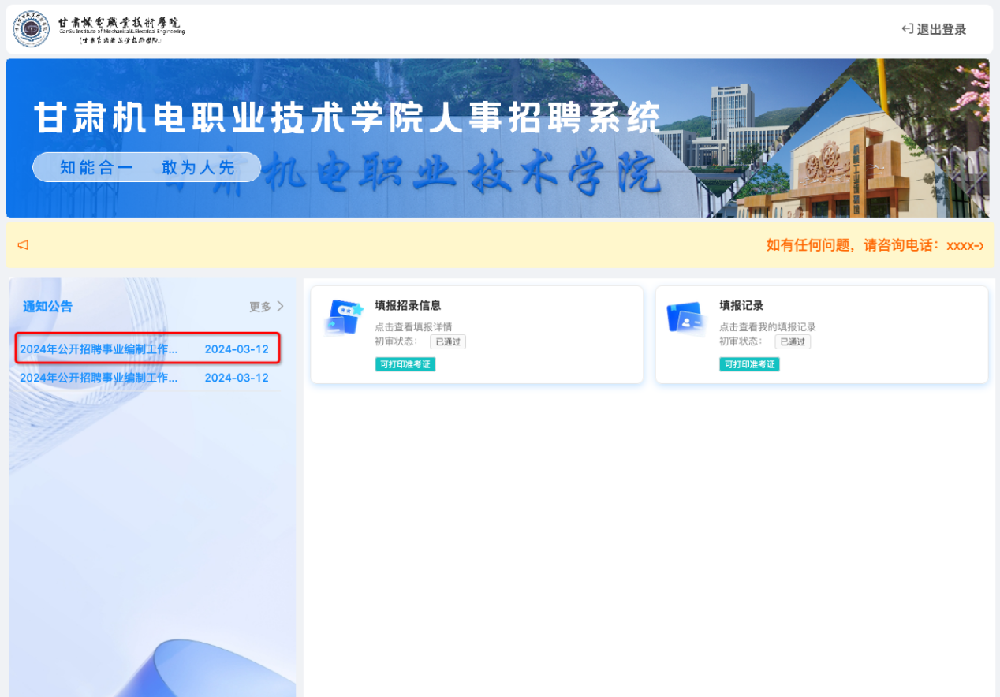 甘肅機電職業技術學院
GanSu Institute of Mechanical&Electrical Engineering
退出登录
甘肃机电职业技术学院人事招聘系统
知能合一 敢为人先
机电职业技术学院
如有任何问题，请咨询电话：xxxx-x
通知公告
更多
2024年公开招聘事业编制工作... 2024-03-12
2024年公开招聘事业编制工作... 2024-03-12
填报招录信息
点击查看填报详情
初审状态： 已通过
可打印准考证
填报记录
点击查看我的填报记录
初审状态： 已通过
可打印准考证